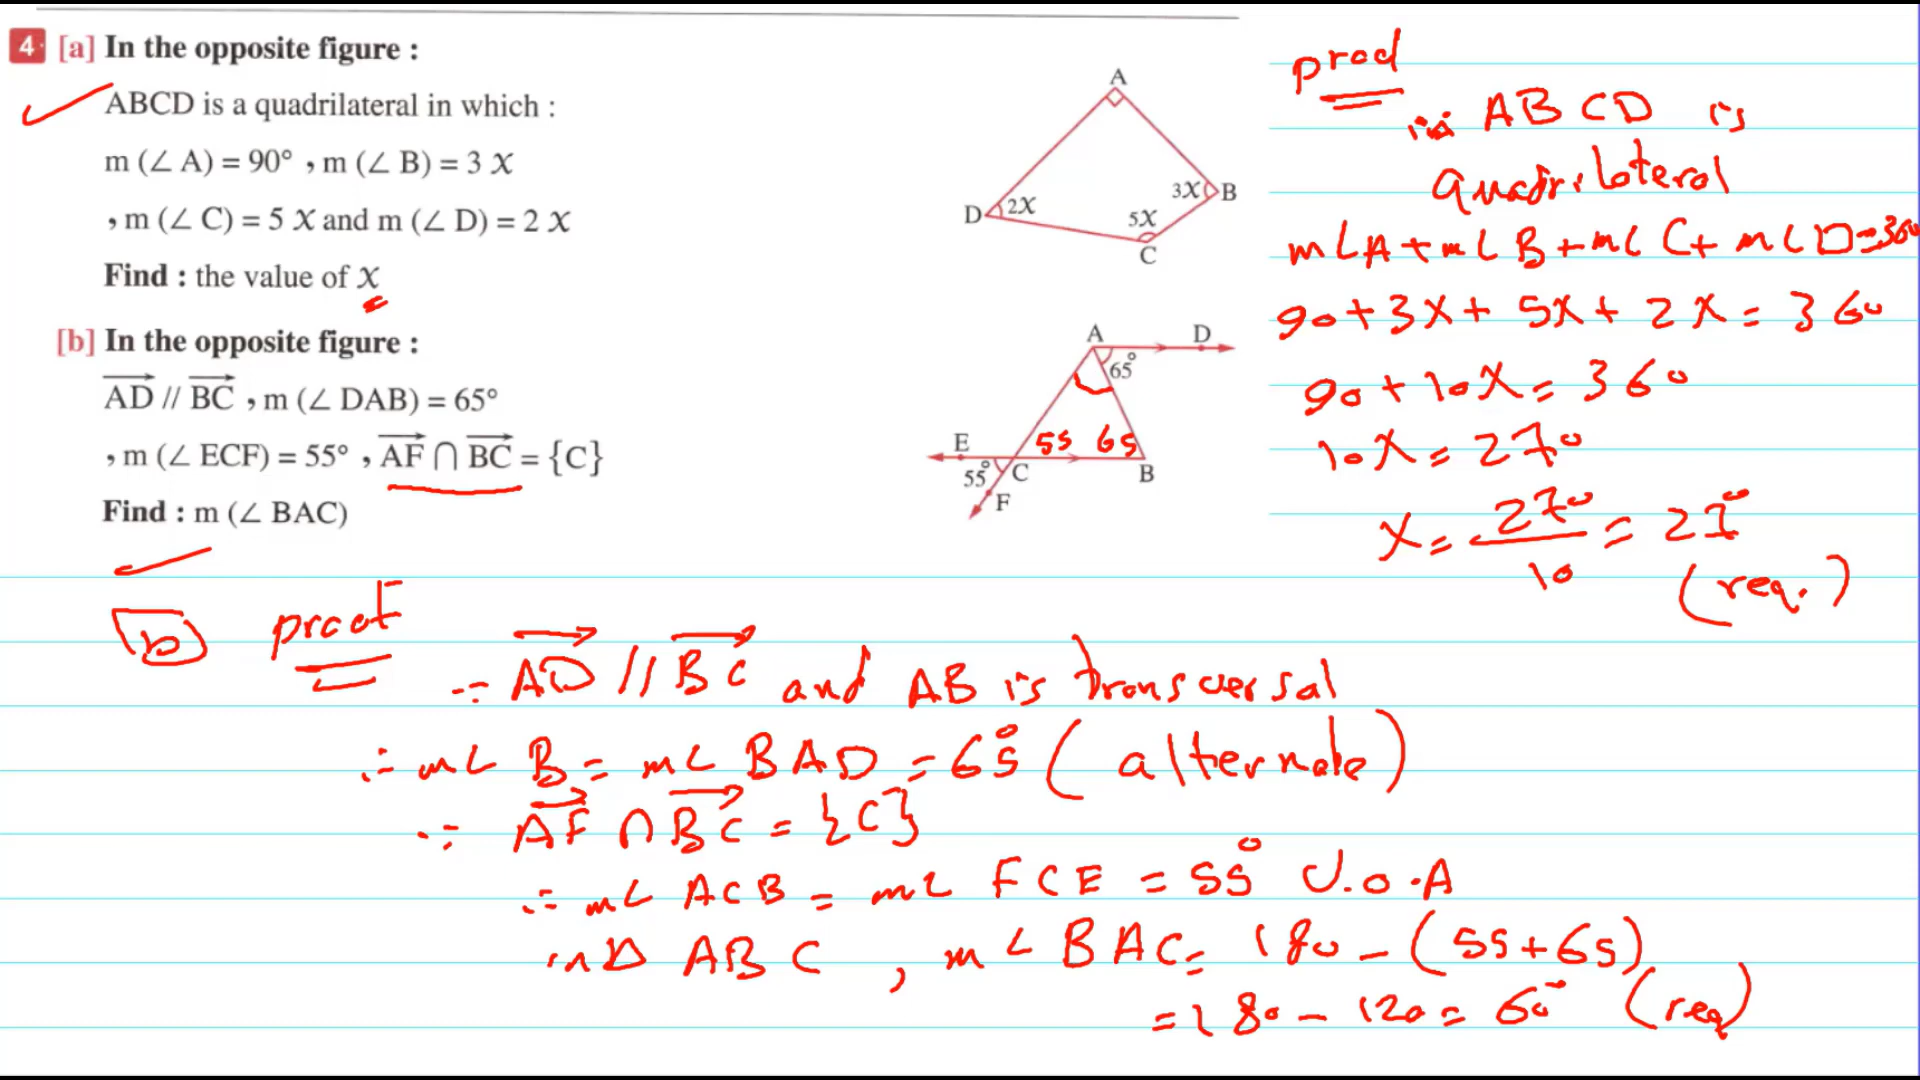 4 [a] In the opposite figure :
ABCD is a quadrilateral in which :
m (∠ A) = 90° , m (∠ B) = 3 X
, m (∠ C) = 5 X and m (∠ D) = 2 X
Find : the value of X
A
B
3X
D
2X
5X
C
[b] In the opposite figure :
AD // BC , m (∠ DAB) = 65°
, m (∠ ECF) = 55° , AF ∩ BC = {C}
Find : m (∠ BAC)
A
D
65°
E
55
65
55°
C
B
F
proof
in ABCD is
quadrilateral
m∠A + m∠B + m∠C + m∠D = 360
90 + 3X + 5X + 2X = 360
90 + 10X = 360
10X = 270
X = 270/10 = 27°
(req.)
b proof
∵ AD // BC and AB is transversal
∴ m∠ B = m∠ BAD = 65° ( alternate )
∵ AF ∩ BC = {C}
∴ m∠ ACB = m∠ FCE = 55° V.O.A
in Δ ABC , m∠BAC = 180 - (55+65)
= 180 - 120 = 60° (req)